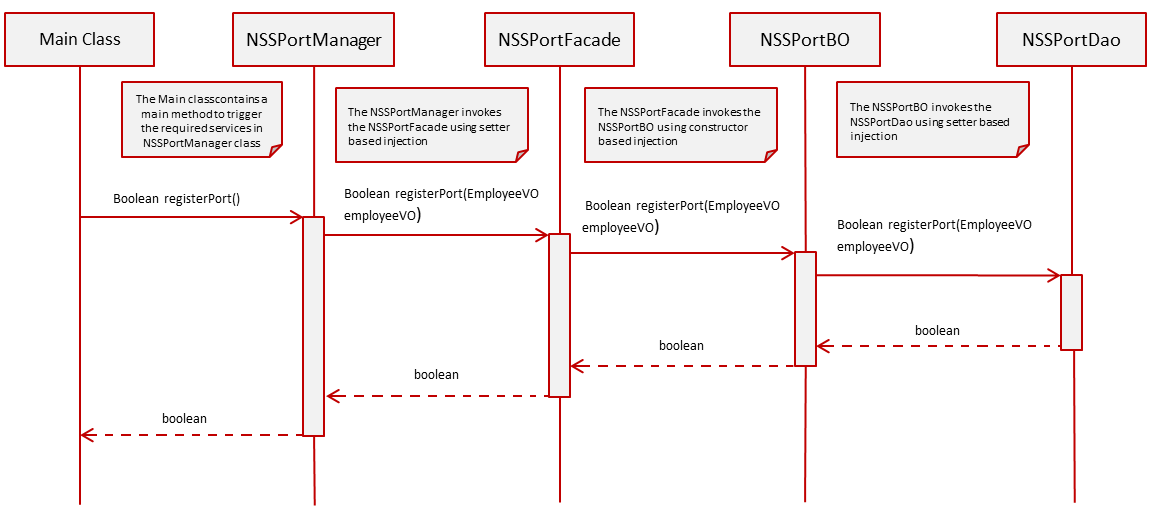 Main Class
NSSPortManager
NSSPortFacade
NSSPortBO
NSSPortDao
The Main classcontains a
main method to trigger
the required services in
NSSPortManager class
The NSSPortManager invokes
the NSSPortFacade using setter
based injection
The NSSPortFacade invokes the
NSSPortBO using constructor
based injection
The NSSPortBO invokes the
NSSPortDao using setter based
injection
Boolean registerPort()
Boolean registerPort(EmployeeVO
employeeVO)
Boolean registerPort(EmployeeVO
employeeVO)
Boolean registerPort(EmployeeVO
employeeVO)
boolean
boolean
boolean
boolean